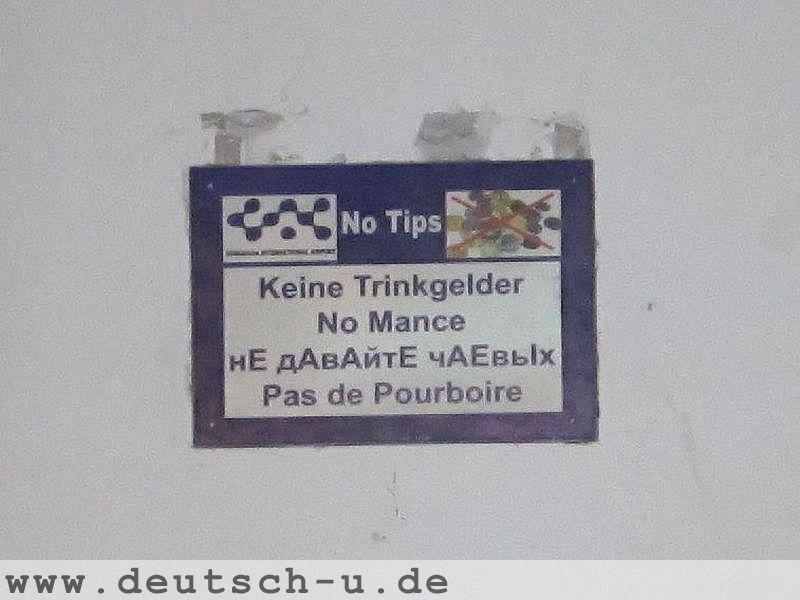 No Tips
Keine Trinkgelder
No Mance
нЕ дАвАйтЕ чАЕвых
Pas de Pourboire
www.deutsch-u.de